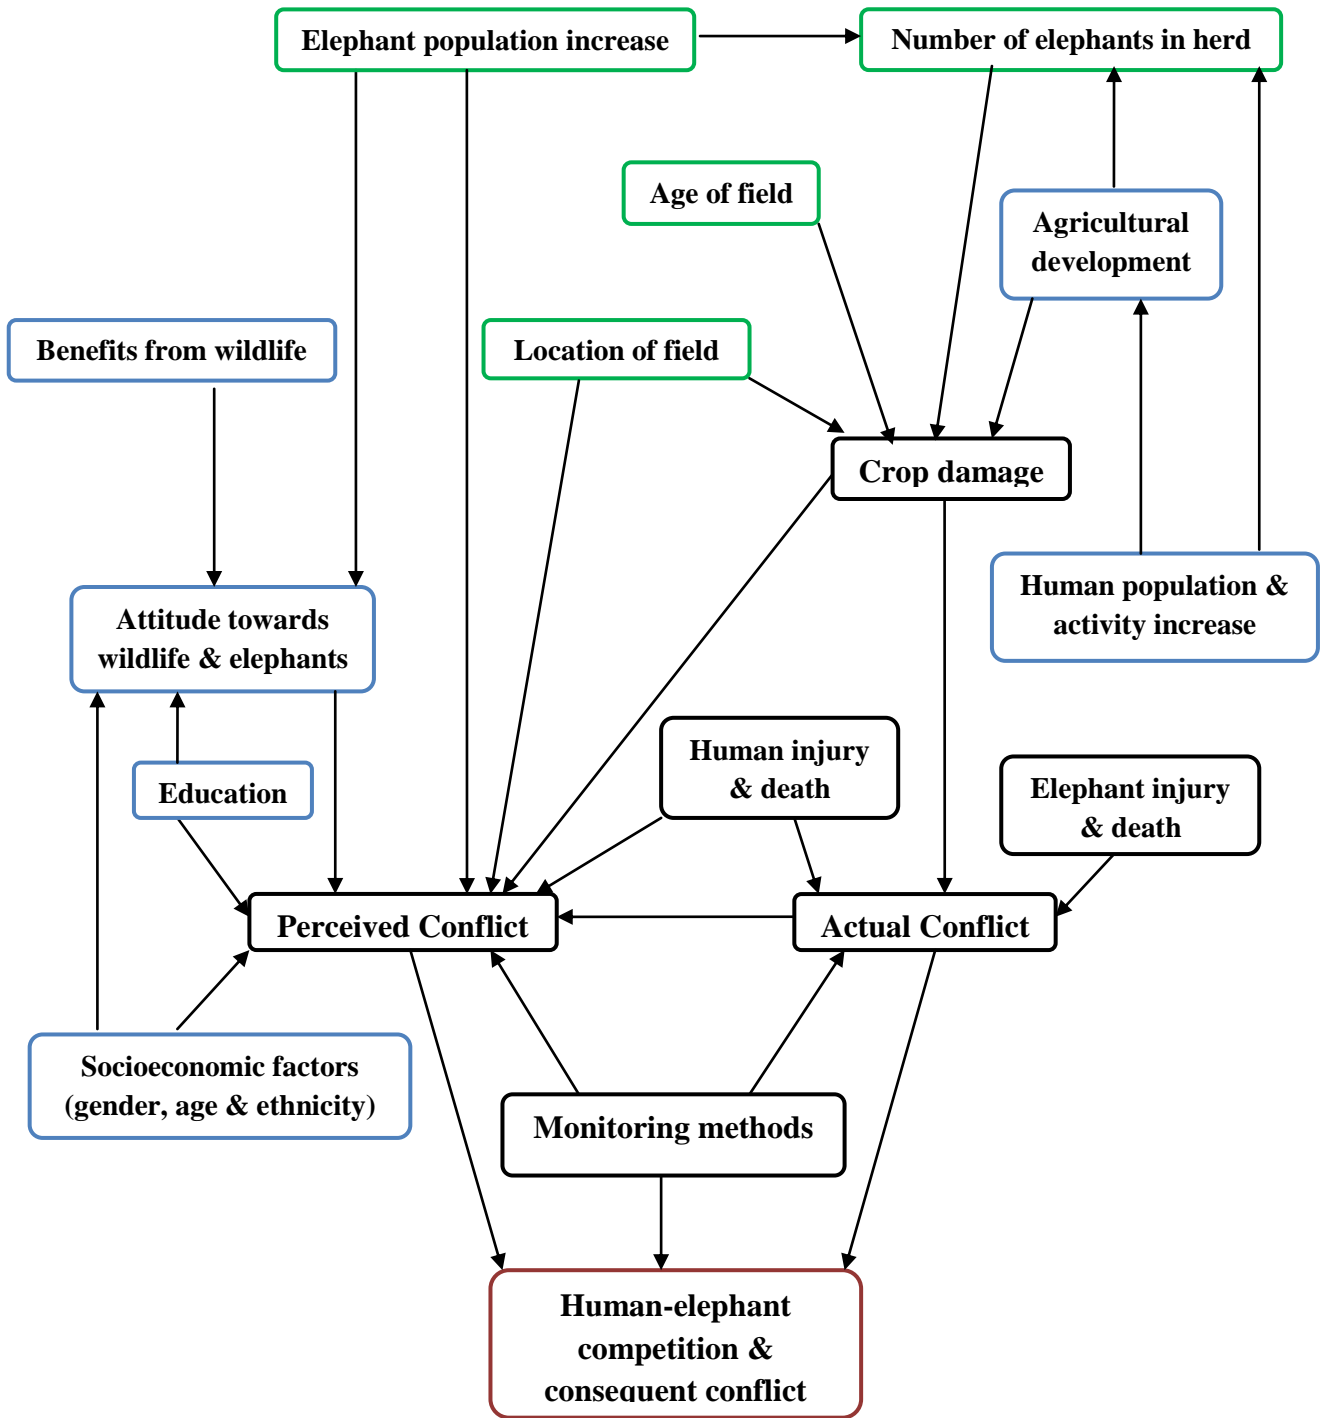 Elephant population increase
Number of elephants in herd
Age of field
Agricultural
development
Benefits from wildlife
Location of field
Crop damage
Human population &
activity increase
Attitude towards
wildlife & elephants
Human injury
& death
Elephant injury
& death
Education
Perceived Conflict
Actual Conflict
Socioeconomic factors
(gender, age & ethnicity)
Monitoring methods
Human-elephant
competition &
consequent conflict